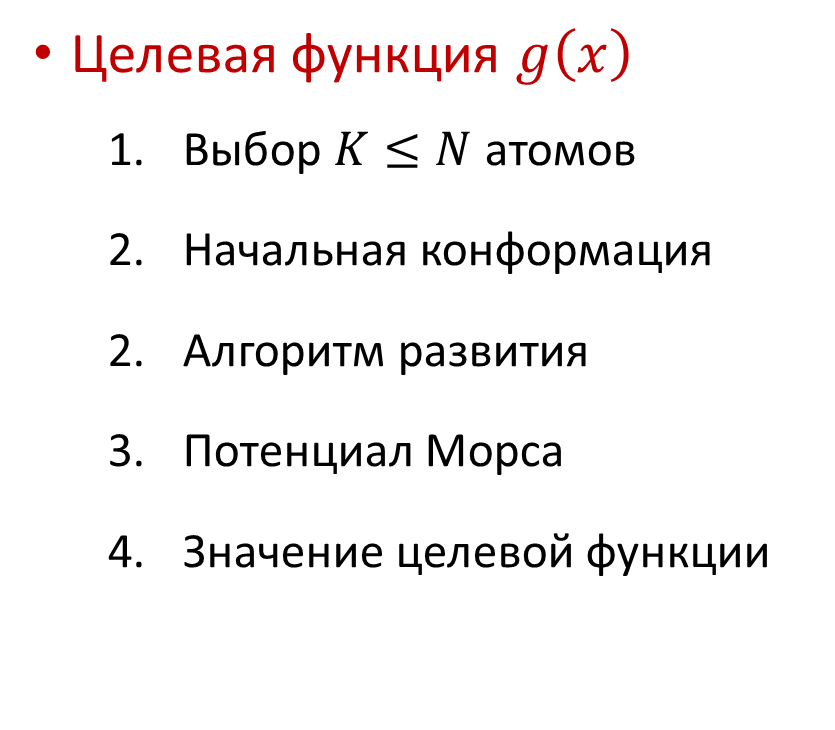 • Целевая функция g(x)
1. Выбор K ≤ N атомов
2. Начальная конформация
2. Алгоритм развития
3. Потенциал Морса
4. Значение целевой функции